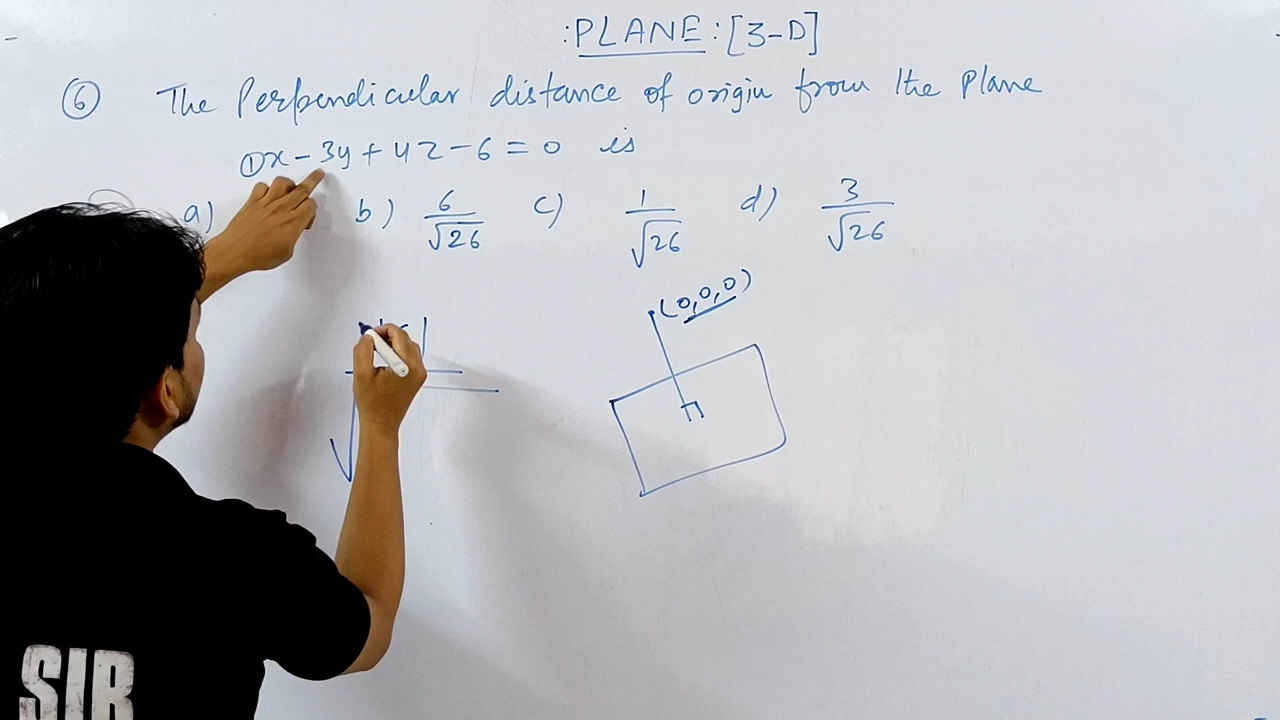 : PLANE : [3-D]
⑥ The Perpendicular distance of origin from the Plane
①x - 3y + 4z - 6 = 0 is
a) b) 6/√26 c) 1/√26 d) 3/√26
(0,0,0)
SIR